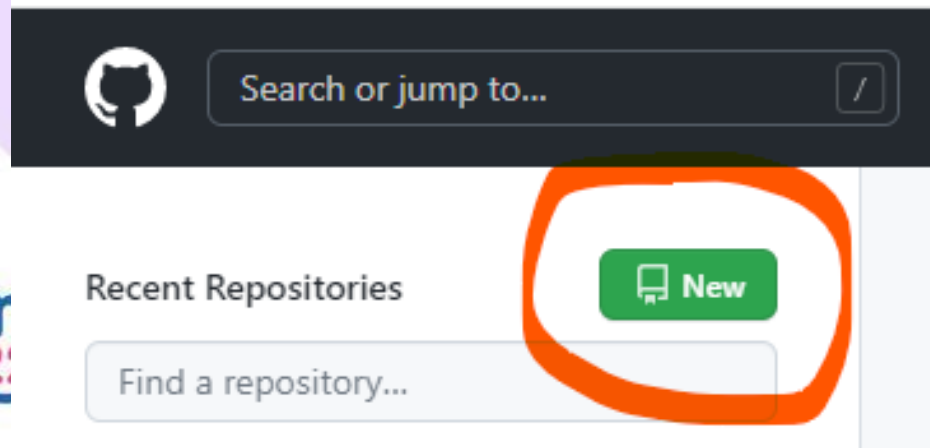 Search or jump to... /
Recent Repositories
New
Find a repository...